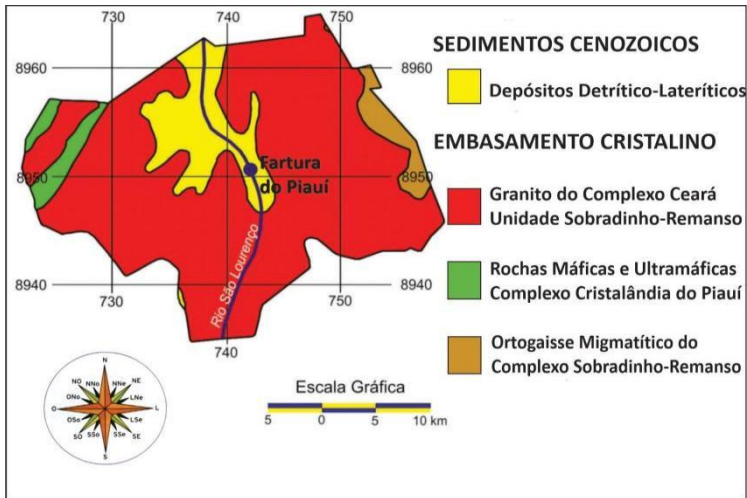 730
740
750
SEDIMENTOS CENOZOICOS
8960
8960
Depósitos Detrítico-Lateríticos
EMBASAMENTO CRISTALINO
Fartura
do Piauí
8950
8950
Granito do Complexo Ceará
Unidade Sobradinho-Remanso
Rio São Lourenço
Rochas Máficas e Ultramáficas
Complexo Cristalândia do Piauí
8940
8940
730
750
740
Ortogaisse Migmatítico do
Complexo Sobradinho-Remanso
N
NNo
NNe
NO
NE
ONo
LNe
O
L
OSo
LSe
SO
SSo
SSe
SE
S
Escala Gráfica
5
0
5
10 km